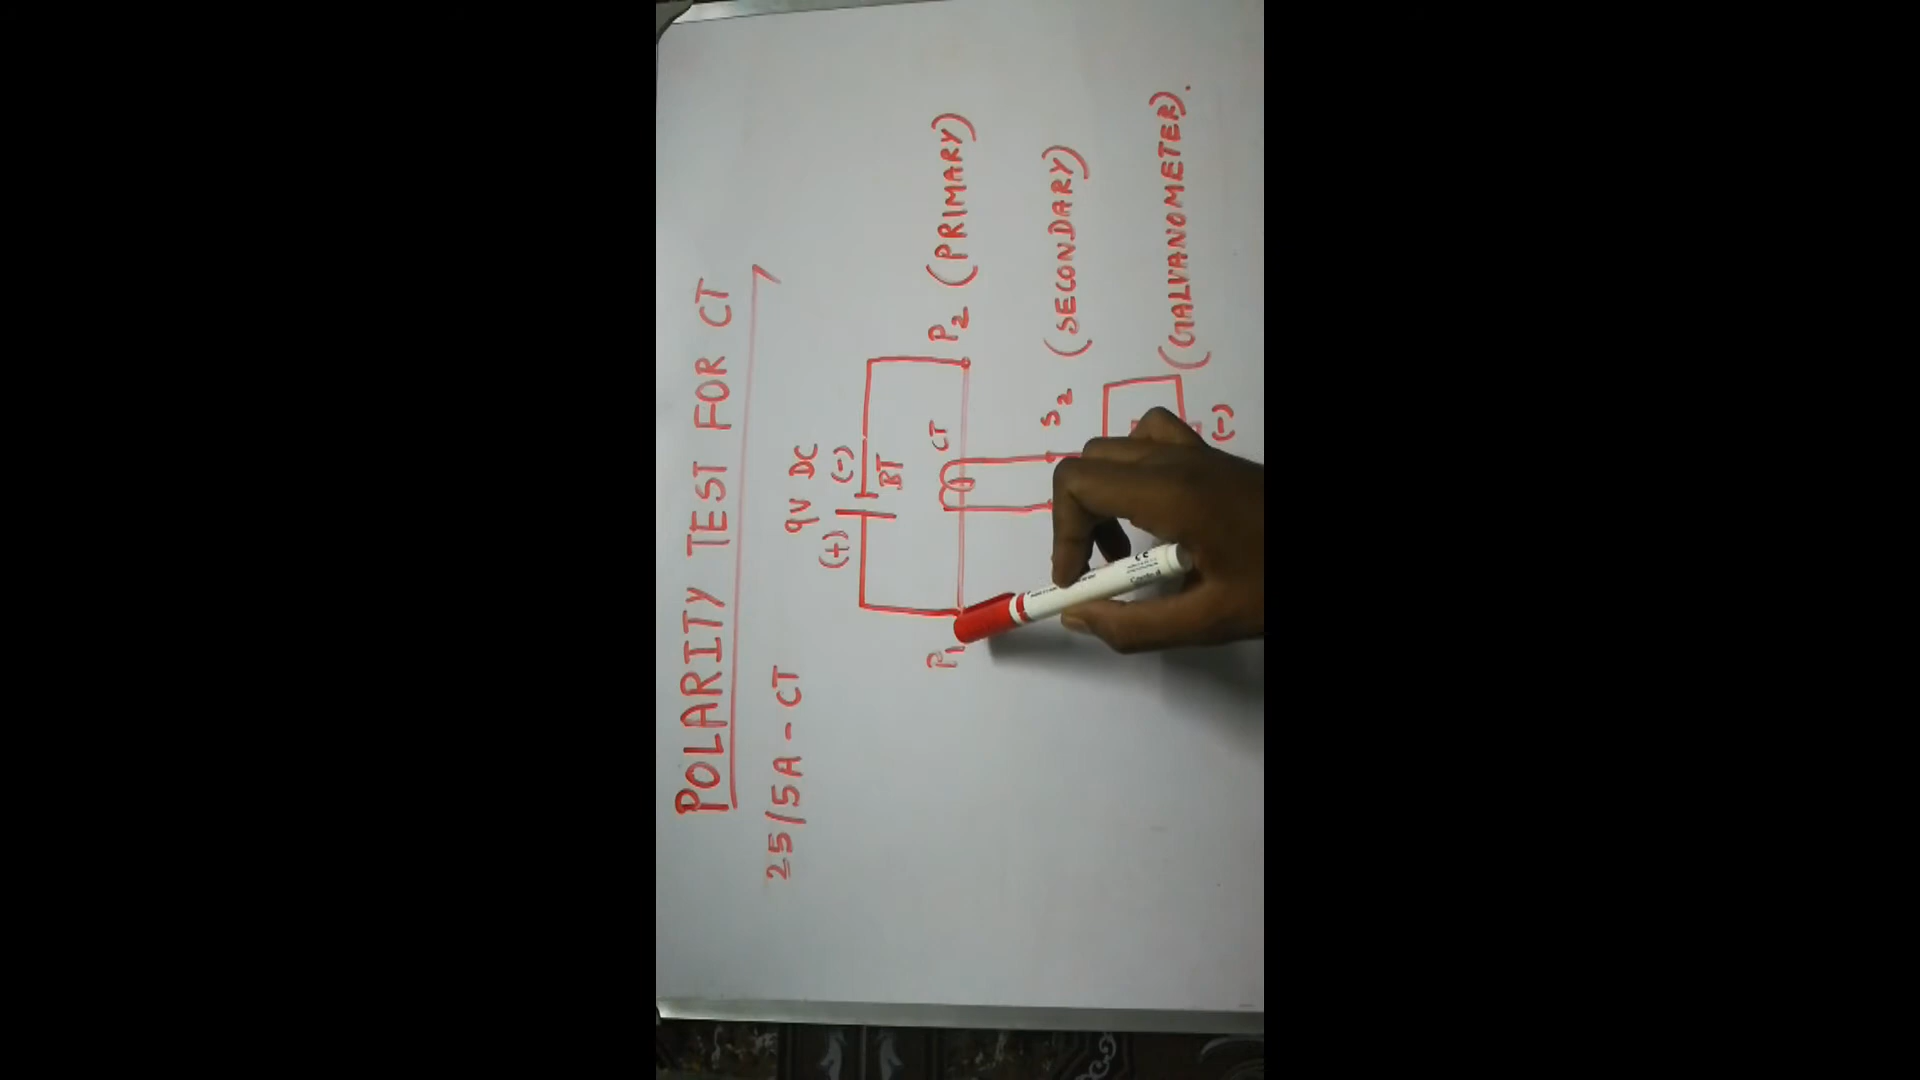 POLARITY TEST FOR CT
25/5A - CT
9V DC
(+) (-)
BT
CT
P1 P2 (PRIMARY)
S2 (SECONDARY)
(GALVANOMETER).
(-)